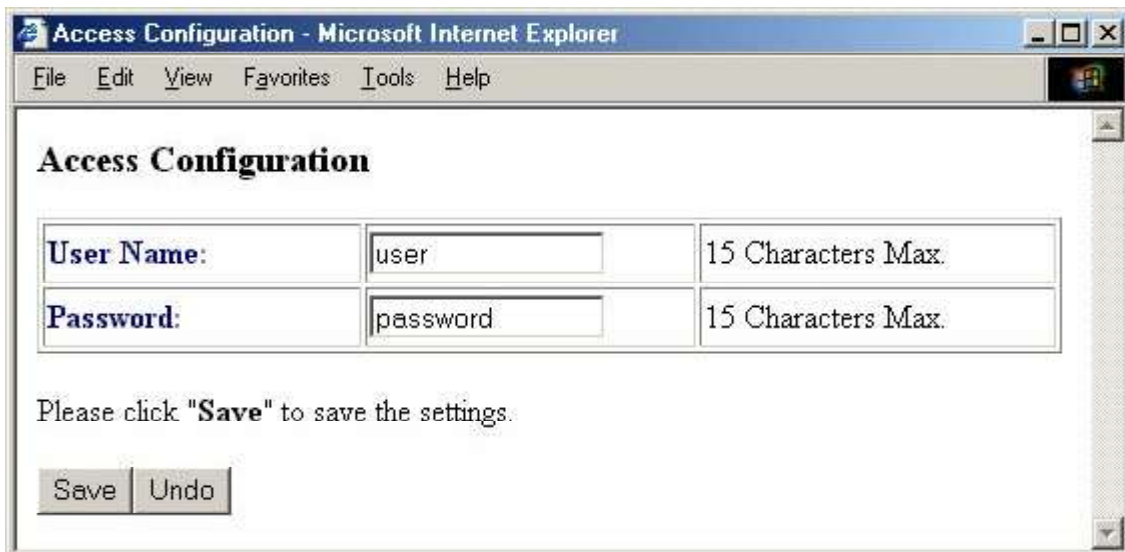 Access Configuration - Microsoft Internet Explorer
File Edit View Favorites Tools Help
Access Configuration
User Name: user 15 Characters Max.
Password: password 15 Characters Max.
Please click "Save" to save the settings.
Save Undo